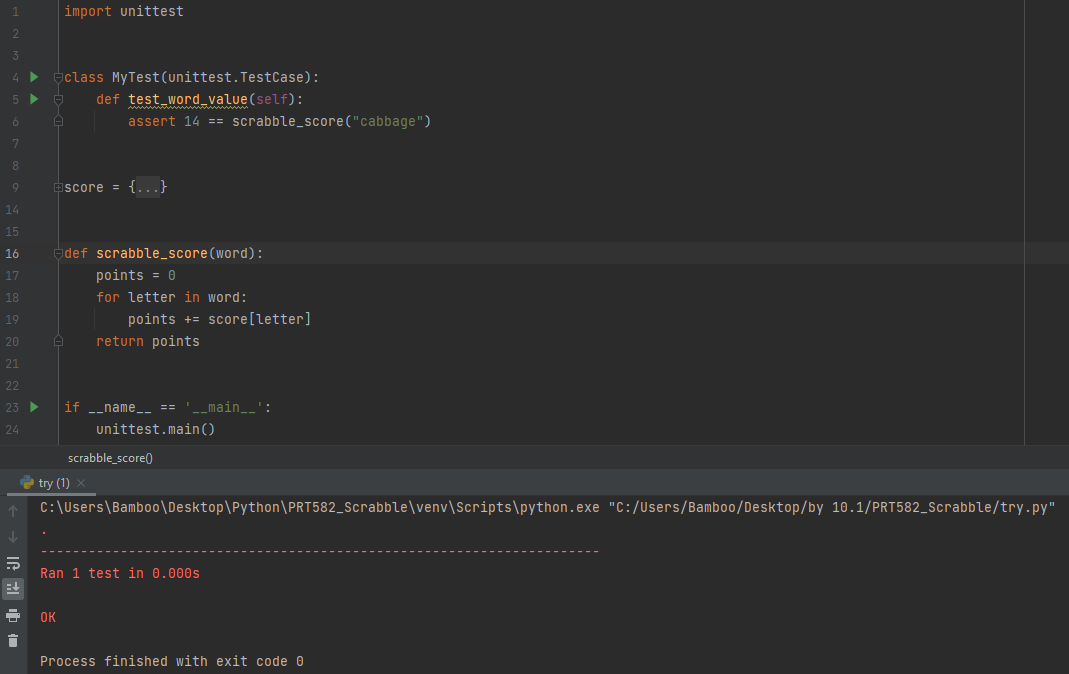 1 import unittest
2
3
4 class MyTest(unittest.TestCase):
5     def test_word_value(self):
6         assert 14 == scrabble_score("cabbage")
7
8
9 score = {...}
14
15
16 def scrabble_score(word):
17     points = 0
18     for letter in word:
19         points += score[letter]
20     return points
21
22
23 if __name__ == '__main__':
24     unittest.main()
scrabble_score()
try (1) ×
C:\Users\Bamboo\Desktop\Python\PRT582_Scrabble\venv\Scripts\python.exe "C:/Users/Bamboo/Desktop/by 10.1/PRT582_Scrabble/try.py"
.
----------------------------------------------------------------------
Ran 1 test in 0.000s
OK
Process finished with exit code 0